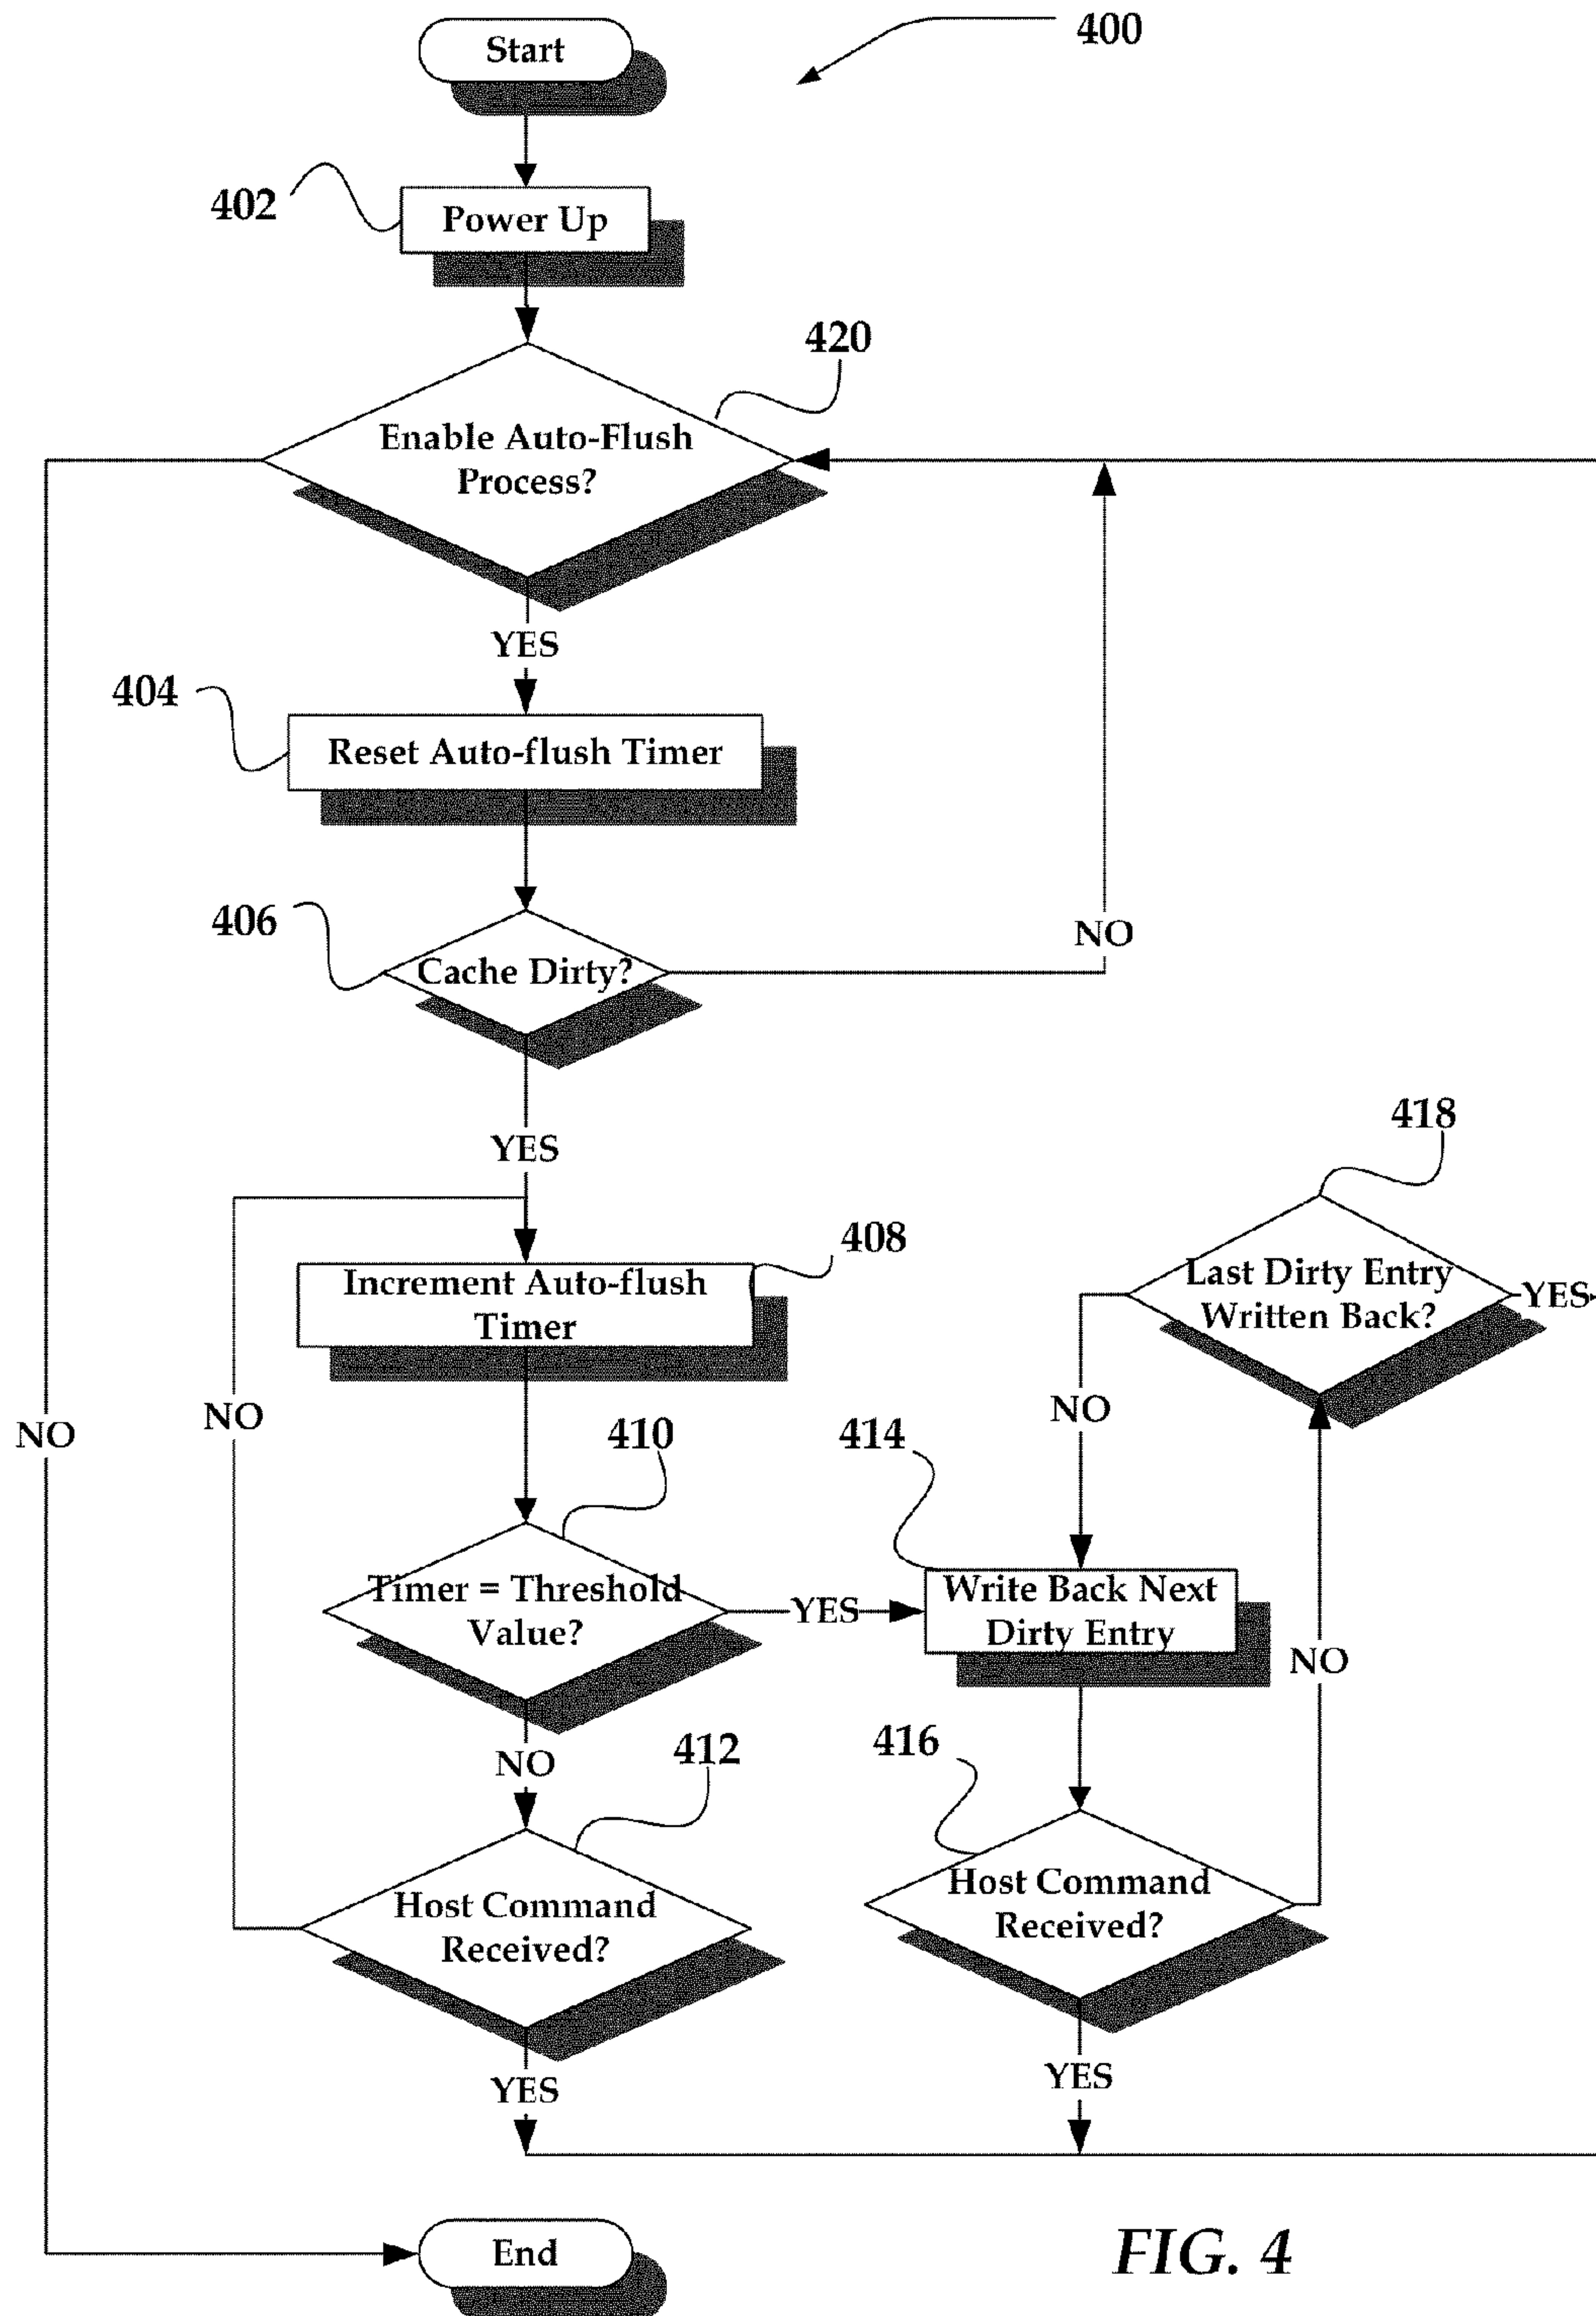 Start
400
402
Power Up
420
Enable Auto-Flush
Process?
YES
404
Reset Auto-flush Timer
406
Cache Dirty?
NO
YES
418
408
Increment Auto-flush
Timer
Last Dirty Entry
Written Back?
YES
NO
NO
NO
410
414
Timer = Threshold
Value?
YES
Write Back Next
Dirty Entry
NO
NO
412
416
Host Command
Received?
Host Command
Received?
YES
YES
End
FIG. 4